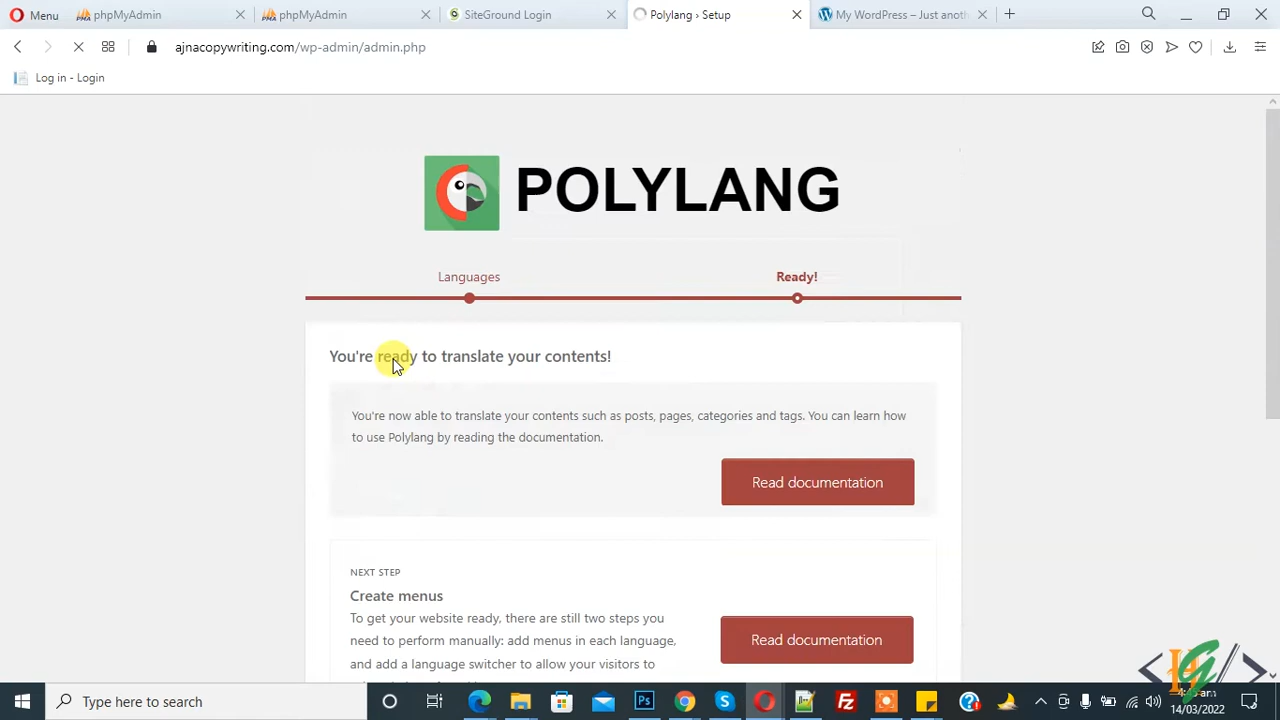 Menu
phpMyAdmin
phpMyAdmin
SiteGround Login
Polylang › Setup
My WordPress – Just anoth
ajnacopywriting.com/wp-admin/admin.php
Log in - Login
POLYLANG
Languages
Ready!
You're ready to translate your contents!
You're now able to translate your contents such as posts, pages, categories and tags. You can learn how
to use Polylang by reading the documentation.
Read documentation
NEXT STEP
Create menus
To get your website ready, there are still two steps you
need to perform manually: add menus in each language,
and add a language switcher to allow your visitors to
Read documentation
Type here to search
14/03/2022